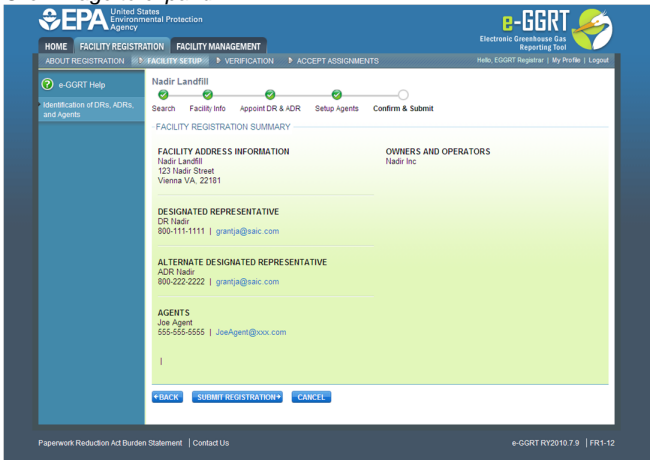 United States
Environmental Protection
Agency
EPA
e-GGRT
Electronic Greenhouse Gas
Reporting Tool
HOME FACILITY REGISTRATION FACILITY MANAGEMENT
ABOUT REGISTRATION FACILITY SETUP VERIFICATION ACCEPT ASSIGNMENTS
Hello, EGGRT Registrar | My Profile | Logout
e-GGRT Help
Identification of DRs, ADRs,
and Agents
Nadir Landfill
Search Facility Info Appoint DR & ADR Setup Agents Confirm & Submit
FACILITY REGISTRATION SUMMARY
FACILITY ADDRESS INFORMATION
Nadir Landfill
123 Nadir Street
Vienna VA, 22181
OWNERS AND OPERATORS
Nadir Inc
DESIGNATED REPRESENTATIVE
DR Nadir
800-111-1111 | grantja@saic.com
ALTERNATE DESIGNATED REPRESENTATIVE
ADR Nadir
800-222-2222 | grantja@saic.com
AGENTS
Joe Agent
555-555-5555 | JoeAgent@xxx.com
|
BACK SUBMIT REGISTRATION CANCEL
Paperwork Reduction Act Burden Statement | Contact Us
e-GGRT RY2010.7.9 | FR1-12